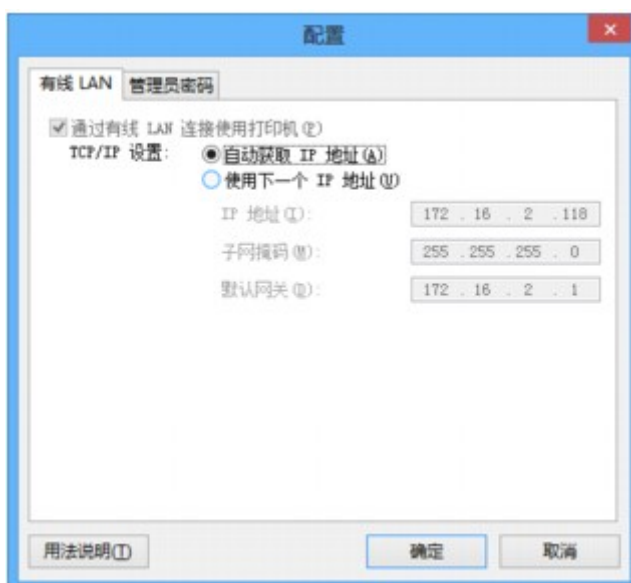 配置
有线 LAN 管理员密码
通过有线 LAN 连接使用打印机(P)
TCP/IP 设置: 自动获取 IP 地址(A)
使用下一个 IP 地址(U)
IP 地址(I): 172 . 16 . 2 .118
子网掩码(M): 255 .255 .255 . 0
默认网关(D): 172 . 16 . 2 . 1
用法说明(T) 确定 取消